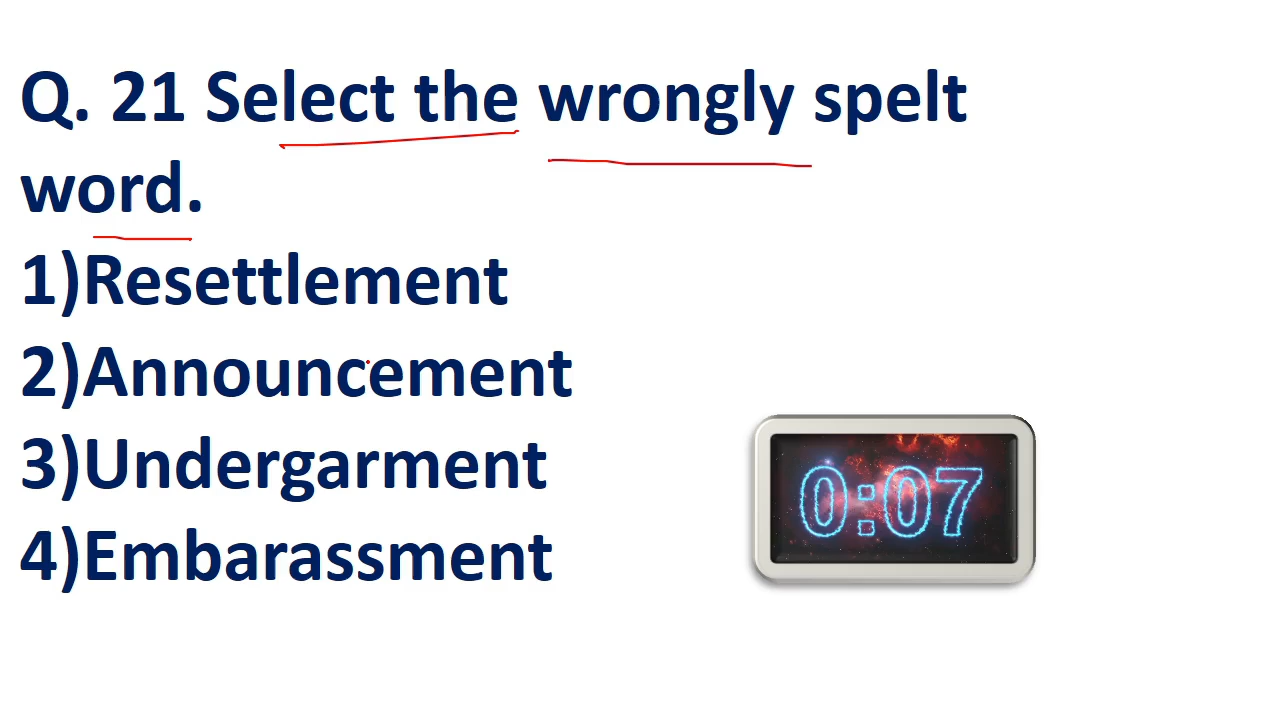 Q. 21 Select the wrongly spelt
word.
1)Resettlement
2)Announcement
3)Undergarment
4)Embarassment
0:07